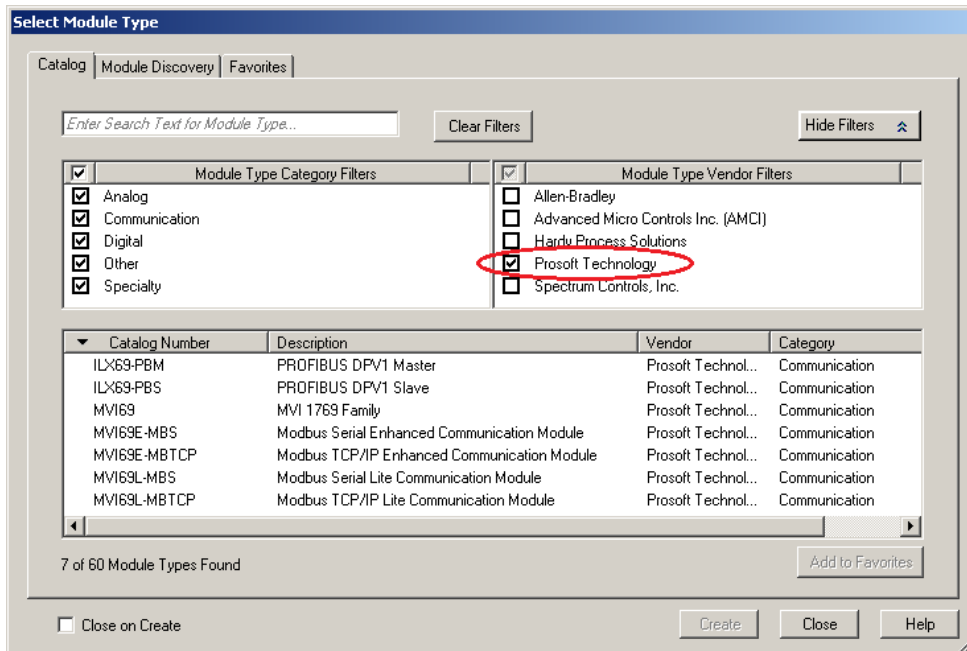 Select Module Type
Catalog Module Discovery Favorites
Enter Search Text for Module Type... Clear Filters Hide Filters
Module Type Category Filters Module Type Vendor Filters
Analog Allen-Bradley
Communication Advanced Micro Controls Inc. (AMCI)
Digital Hardy Process Solutions
Other Prosoft Technology
Specialty Spectrum Controls, Inc.
Catalog Number Description Vendor Category
ILX69-PBM PROFIBUS DPV1 Master Prosoft Technol... Communication
ILX69-PBS PROFIBUS DPV1 Slave Prosoft Technol... Communication
MVI69 MVI 1769 Family Prosoft Technol... Communication
MVI69E-MBS Modbus Serial Enhanced Communication Module Prosoft Technol... Communication
MVI69E-MBTCP Modbus TCP/IP Enhanced Communication Module Prosoft Technol... Communication
MVI69L-MBS Modbus Serial Lite Communication Module Prosoft Technol... Communication
MVI69L-MBTCP Modbus TCP/IP Lite Communication Module Prosoft Technol... Communication
7 of 60 Module Types Found Add to Favorites
Close on Create Create Close Help